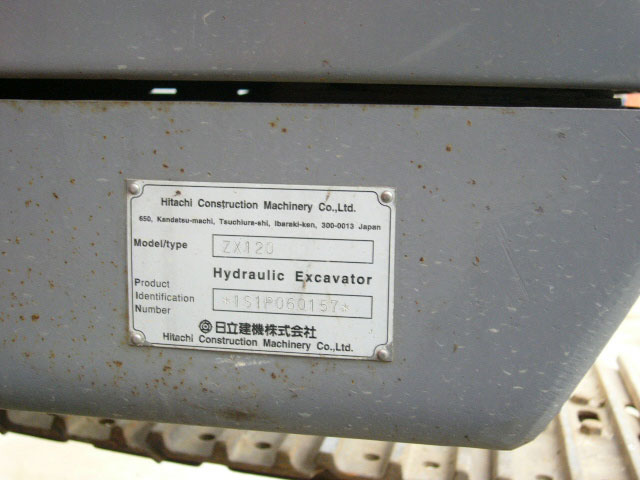 Hitachi Construction Machinery Co.,Ltd.
650, Kandatsu-machi, Tsuchiura-shi, Ibaraki-ken, 300-0013 Japan
Model/type ZX120
Hydraulic Excavator
Product Identification Number *1S1P060157*
日立建機株式会社
Hitachi Construction Machinery Co.,Ltd.